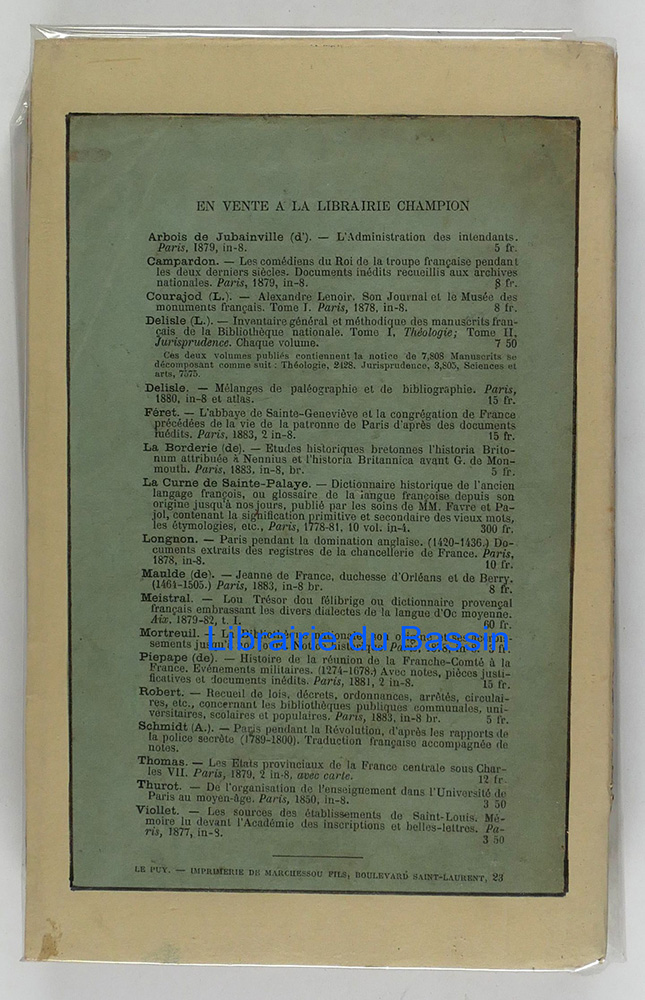 EN VENTE A LA LIBRAIRIE CHAMPION
Arbois de Jubainville (d'). — L'Administration des intendants.
Paris, 1879, in-8. 5 fr.
Campardon. — Les comédiens du Roi de la troupe française pendant
les deux derniers siècles. Documents inédits recueillis aux archives
nationales. Paris, 1879, in-8. 8 fr.
Courajod (L.). — Alexandre Lenoir. Son Journal et le Musée des
monuments français. Tome I. Paris, 1878, in-8. 8 fr.
Delisle (L.). — Inventaire général et méthodique des manuscrits fran-
çais de la Bibliothèque nationale. Tome I, Théologie; Tome II,
Jurisprudence. Chaque volume. 7 50
Ces deux volumes publiés contiennent la notice de 7,808 Manuscrits se
décomposant comme suit : Théologie, 2428. Jurisprudence, 3,805, Sciences et
arts, 7575.
Delisle. — Mélanges de paléographie et de bibliographie. Paris,
1880, in-8 et atlas. 15 fr.
Féret. — L'abbaye de Sainte-Geneviève et la congrégation de France
précédées de la vie de la patronne de Paris d'après des documents
inédits. Paris, 1883, 2 in-8. 15 fr.
La Borderie (de). — Etudes historiques bretonnes l'historia Brito-
num attribuée à Nennius et l'historia Britannica avant G. de Mon-
mouth. Paris, 1883, in-8, br. 5 fr.
La Curne de Sainte-Palaye. — Dictionnaire historique de l'ancien
langage françois, ou glossaire de la langue françoise depuis son
origine jusqu'à nos jours, publié par les soins de MM. Favre et Pa-
jol, contenant la signification primitive et secondaire des vieux mots,
les étymologies, etc., Paris, 1778-81, 10 vol. in-4. 300 fr.
Longnon. — Paris pendant la domination anglaise. (1420-1436.) Do-
cuments extraits des registres de la chancellerie de France. Paris,
1878, in-8. 10 fr.
Maulde (de). — Jeanne de France, duchesse d'Orléans et de Berry.
(1464-1505.) Paris, 1883, in-8 br. 8 fr.
Meistral. — Lou Trésor dou félibrige ou dictionnaire provençal
français embrassant les divers dialectes de la langue d'Oc moyenne.
Aix, 1879-82, t. I. 60 fr.
Mortreuil. —
Librairie du Bassin
sements jusqu'
Piepape (de). — Histoire de la réunion de la Franche-Comté à la
France. Evénements militaires. (1274-1678.) Avec notes, pièces justi-
ficatives et documents inédits. Paris, 1881, 2 in-8. 15 fr.
Robert. — Recueil de lois, décrets, ordonnances, arrêtés, circulai-
res, etc., concernant les bibliothèques publiques communales, uni-
versitaires, scolaires et populaires. Paris, 1883, in-8 br. 5 fr.
Schmidt (A.). — Paris pendant la Révolution, d'après les rapports de
la police secrète (1789-1800). Traduction française accompagnée de
notes.
Thomas. — Les Etats provinciaux de la France centrale sous Char-
les VII. Paris, 1879, 2 in-8, avec carte. 12 fr.
Thurot. — De l'organisation de l'enseignement dans l'Université de
Paris au moyen-âge. Paris, 1850, in-8. 3 50
Viollet. — Les sources des établissements de Saint-Louis. Mé-
moire lu devant l'Académie des inscriptions et belles-lettres. Pa-
ris, 1877, in-8. 3 50
LE PUY. — IMPRIMERIE DE MARCHESSOU FILS, BOULEVARD SAINT-LAURENT, 23